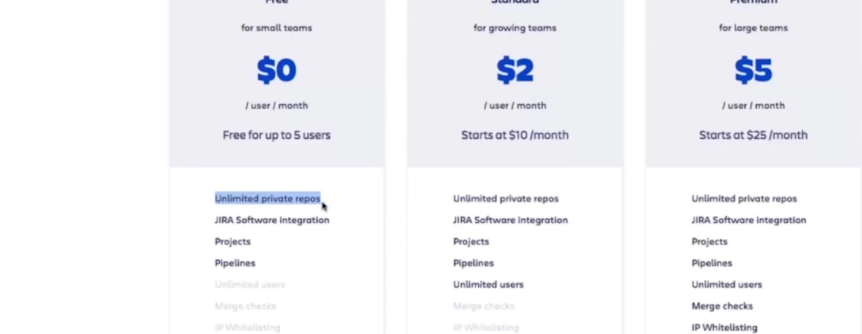 Free
Standard
Premium
for small teams
for growing teams
for large teams
$0
$2
$5
/ user / month
/ user / month
/ user / month
Free for up to 5 users
Starts at $10 /month
Starts at $25 /month
Unlimited private repos
JIRA Software integration
Projects
Pipelines
Unlimited users
Merge checks
IP Whitelisting
Unlimited private repos
JIRA Software integration
Projects
Pipelines
Unlimited users
Merge checks
IP Whitelisting
Unlimited private repos
JIRA Software integration
Projects
Pipelines
Unlimited users
Merge checks
IP Whitelisting